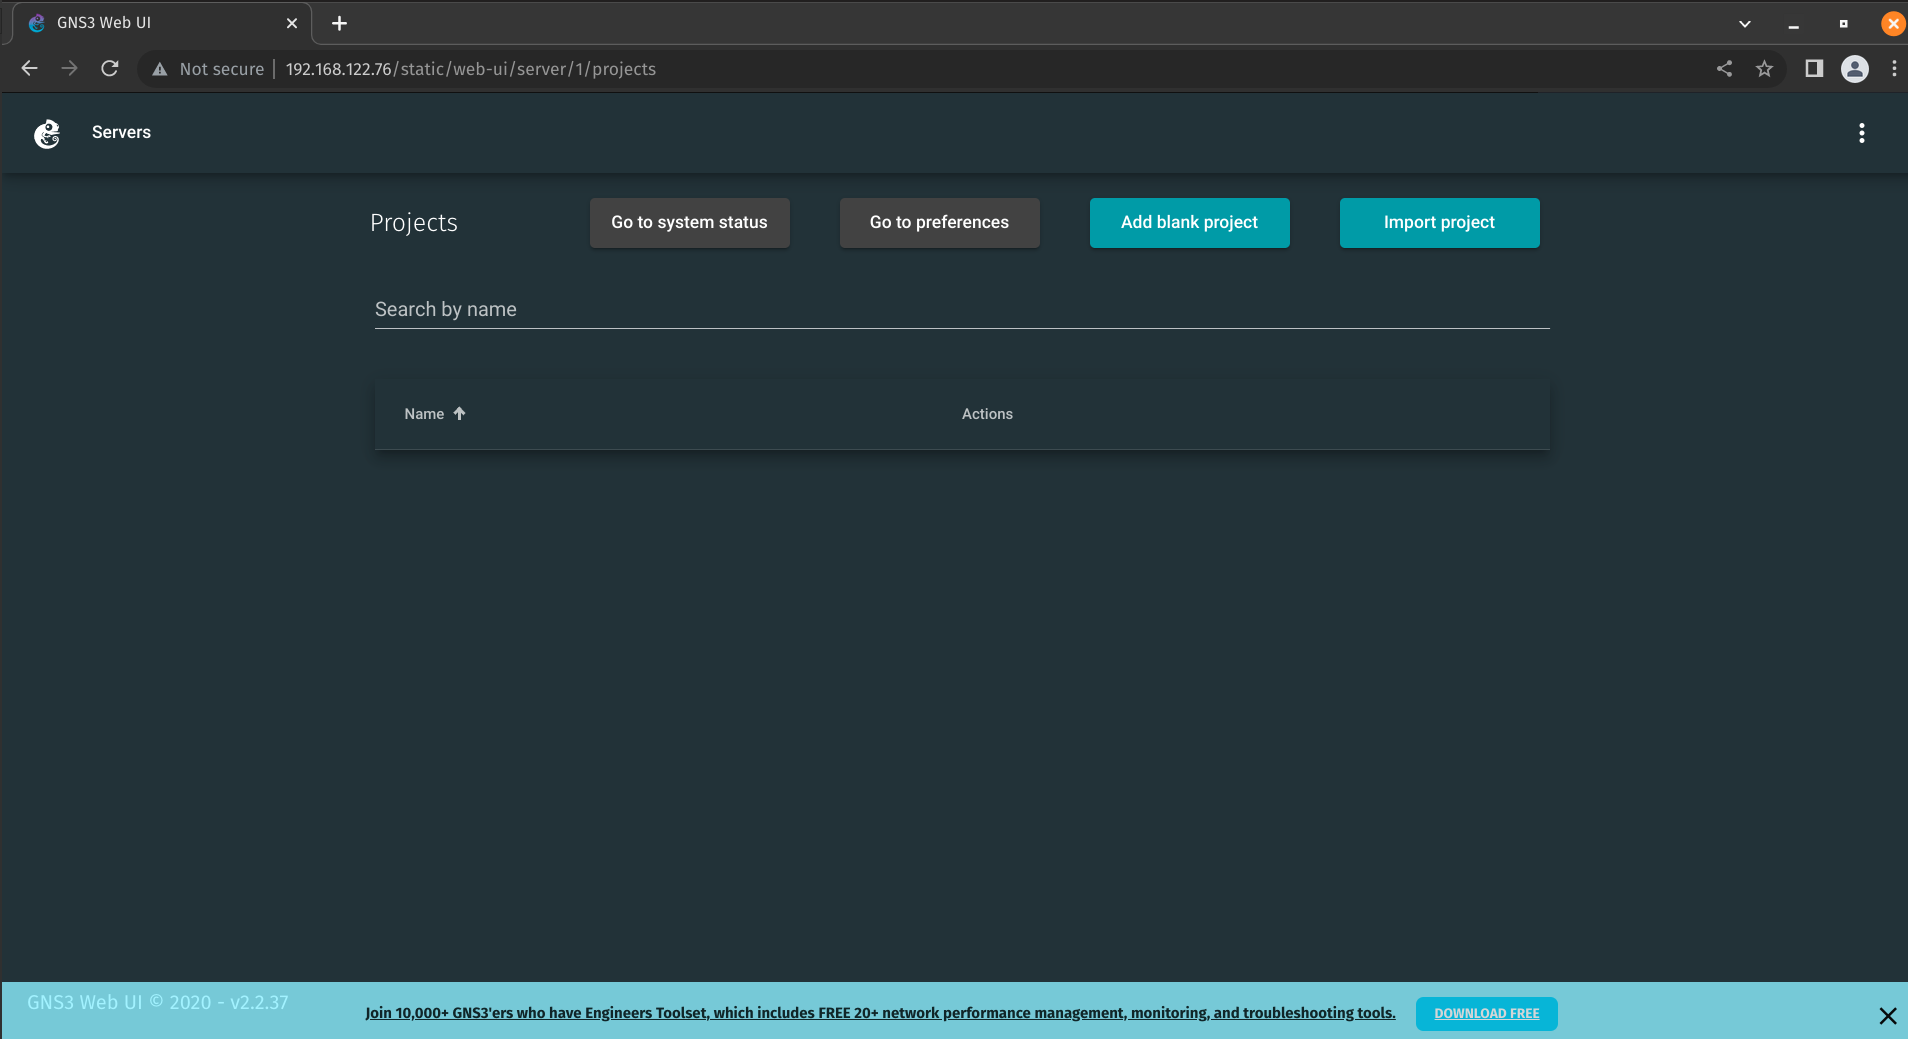 GNS3 Web UI
Not secure
192.168.122.76/static/web-ui/server/1/projects
Servers
Projects
Go to system status
Go to preferences
Add blank project
Import project
Search by name
Name
Actions
GNS3 Web UI © 2020 - v2.2.37
Join 10,000+ GNS3'ers who have Engineers Toolset, which includes FREE 20+ network performance management, monitoring, and troubleshooting tools.
DOWNLOAD FREE